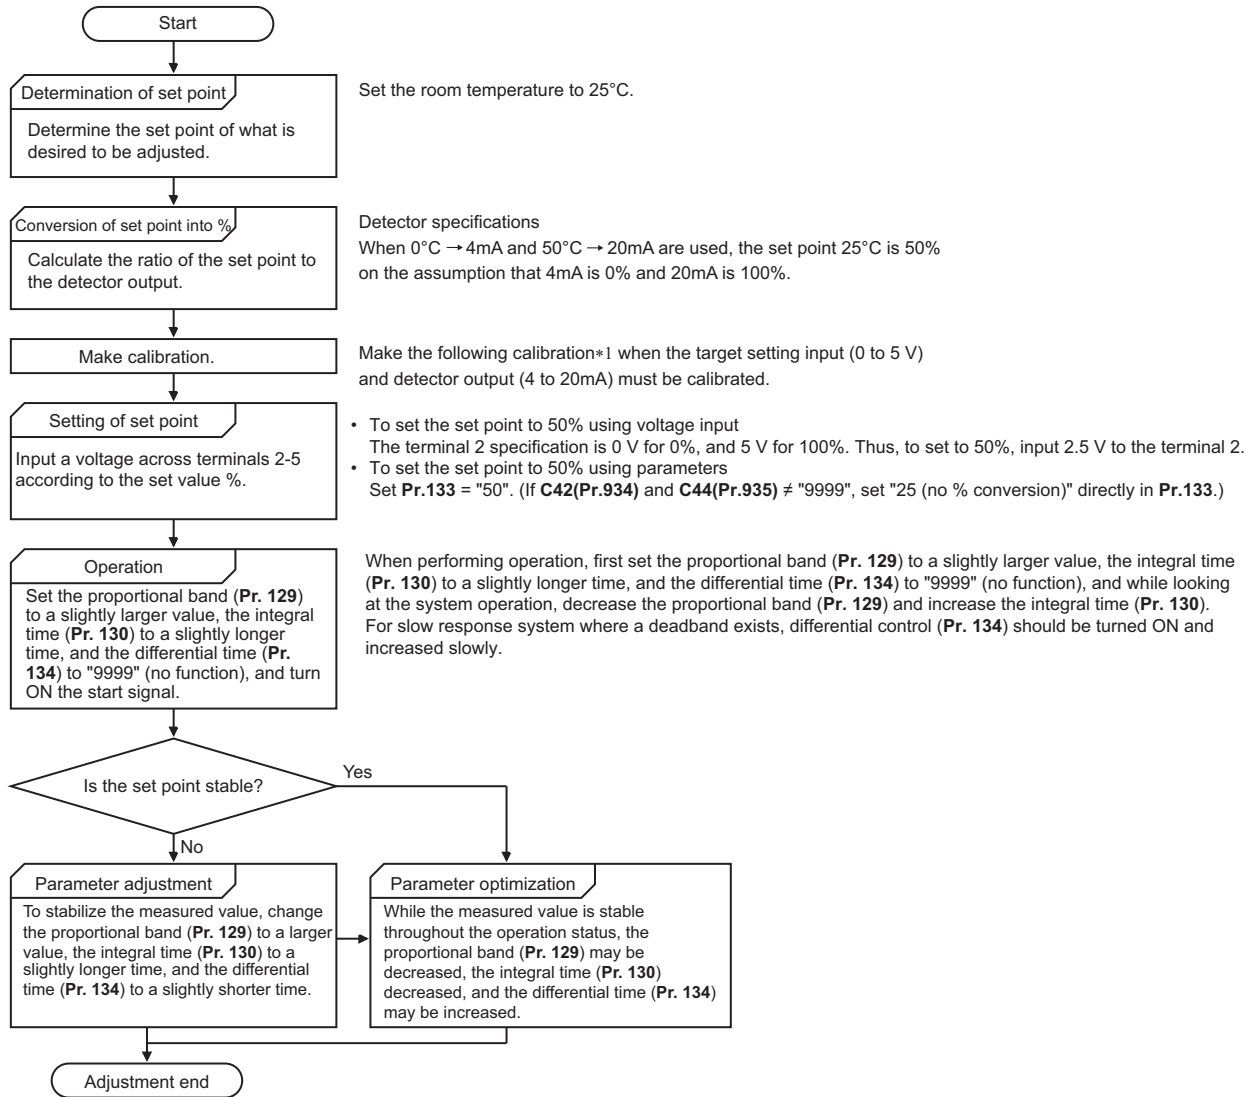 Start
Determination of set point
Set the room temperature to 25°C.
Determine the set point of what is
desired to be adjusted.
Conversion of set point into %
Calculate the ratio of the set point to
the detector output.
Detector specifications
When 0°C → 4mA and 50°C → 20mA are used, the set point 25°C is 50%
on the assumption that 4mA is 0% and 20mA is 100%.
Make calibration.
Make the following calibration*1 when the target setting input (0 to 5 V)
and detector output (4 to 20mA) must be calibrated.
Setting of set point
Input a voltage across terminals 2-5
according to the set value %.
• To set the set point to 50% using voltage input
The terminal 2 specification is 0 V for 0%, and 5 V for 100%. Thus, to set to 50%, input 2.5 V to the terminal 2.
• To set the set point to 50% using parameters
Set Pr.133 = "50". (If C42(Pr.934) and C44(Pr.935) ≠ "9999", set "25 (no % conversion)" directly in Pr.133.)
Operation
Set the proportional band (Pr. 129)
to a slightly larger value, the integral
time (Pr. 130) to a slightly longer
time, and the differential time (Pr.
134) to "9999" (no function), and turn
ON the start signal.
When performing operation, first set the proportional band (Pr. 129) to a slightly larger value, the integral time
(Pr. 130) to a slightly longer time, and the differential time (Pr. 134) to "9999" (no function), and while looking
at the system operation, decrease the proportional band (Pr. 129) and increase the integral time (Pr. 130).
For slow response system where a deadband exists, differential control (Pr. 134) should be turned ON and
increased slowly.
Is the set point stable?
Yes
No
Parameter adjustment
To stabilize the measured value, change
the proportional band (Pr. 129) to a larger
value, the integral time (Pr. 130) to a
slightly longer time, and the differential
time (Pr. 134) to a slightly shorter time.
Parameter optimization
While the measured value is stable
throughout the operation status, the
proportional band (Pr. 129) may be
decreased, the integral time (Pr. 130)
decreased, and the differential time (Pr. 134)
may be increased.
Adjustment end